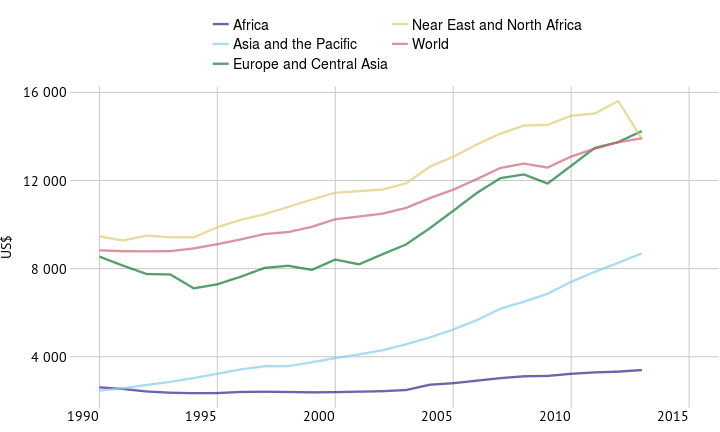 Africa
Near East and North Africa
Asia and the Pacific
World
Europe and Central Asia
16 000
12 000
8 000
4 000
US$
1990
1995
2000
2005
2010
2015